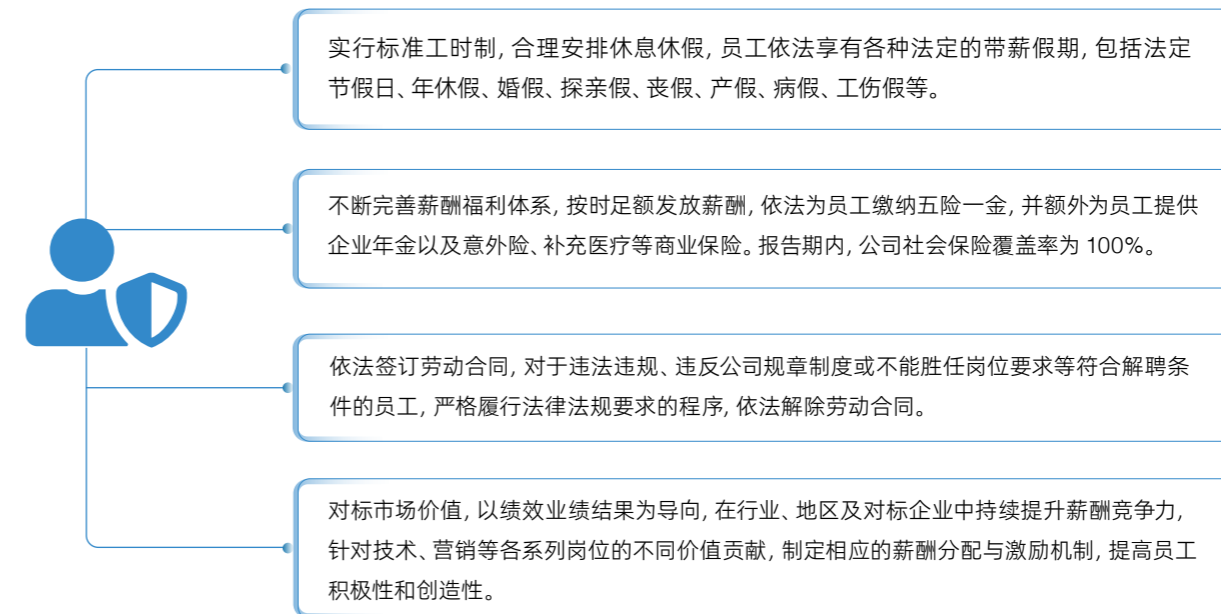 实行标准工时制, 合理安排休息休假, 员工依法享有各种法定的带薪假期, 包括法定
节假日、年休假、婚假、探亲假、丧假、产假、病假、工伤假等。
不断完善薪酬福利体系, 按时足额发放薪酬, 依法为员工缴纳五险一金, 并额外为员工提供
企业年金以及意外险、补充医疗等商业保险。报告期内, 公司社会保险覆盖率为 100%。
依法签订劳动合同, 对于违法违规、违反公司规章制度或不能胜任岗位要求等符合解聘条
件的员工, 严格履行法律法规要求的程序, 依法解除劳动合同。
对标市场价值, 以绩效业绩结果为导向, 在行业、地区及对标企业中持续提升薪酬竞争力,
针对技术、营销等各系列岗位的不同价值贡献, 制定相应的薪酬分配与激励机制, 提高员工
积极性和创造性。